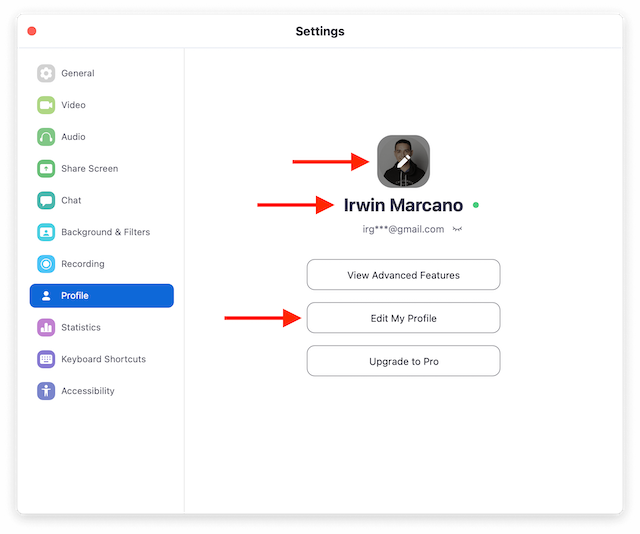 Settings
General
Video
Audio
Share Screen
Chat
Background & Filters
Recording
Profile
Statistics
Keyboard Shortcuts
Accessibility
Irwin Marcano
irg***@gmail.com
View Advanced Features
Edit My Profile
Upgrade to Pro